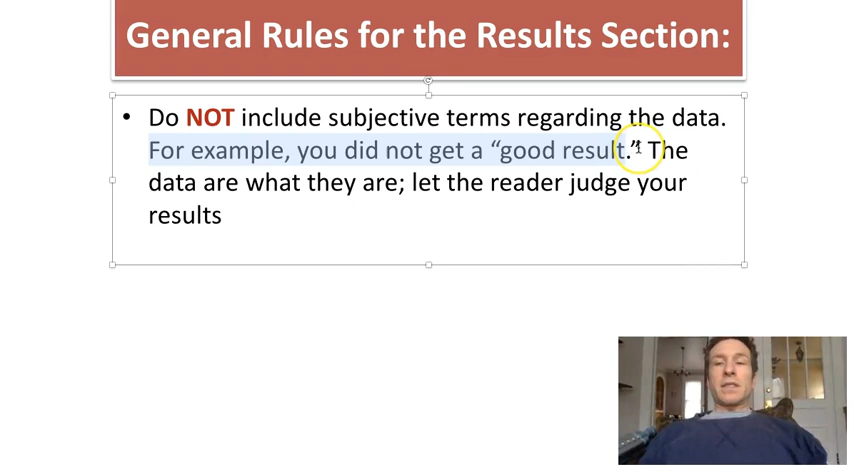 General Rules for the Results Section:
• Do NOT include subjective terms regarding the data.
For example, you did not get a “good result.” The
data are what they are; let the reader judge your
results